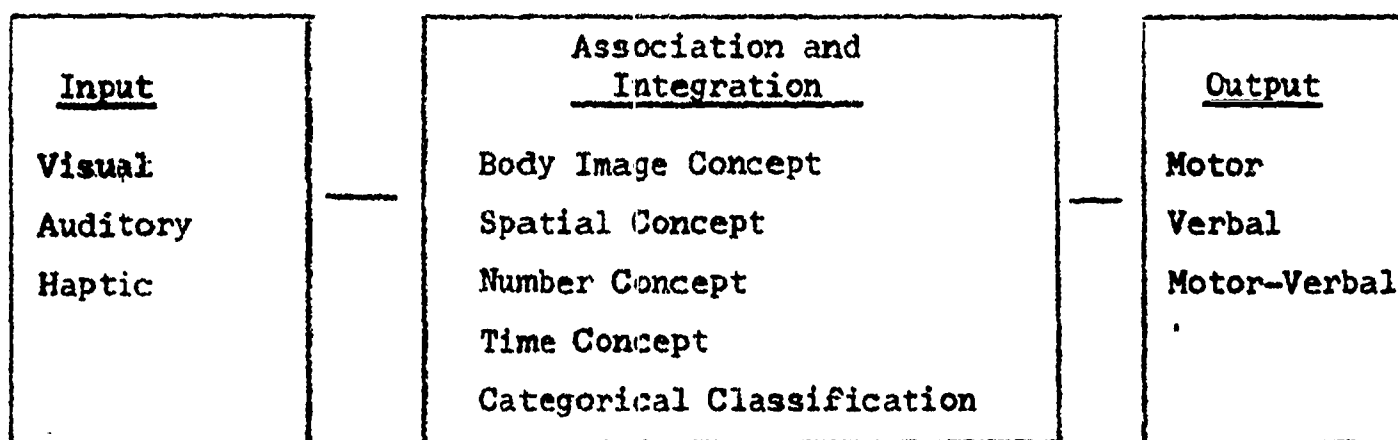 Input
Visual
Auditory
Haptic
Association and
Integration
Body Image Concept
Spatial Concept
Number Concept
Time Concept
Categorical Classification
Output
Motor
Verbal
Motor-Verbal